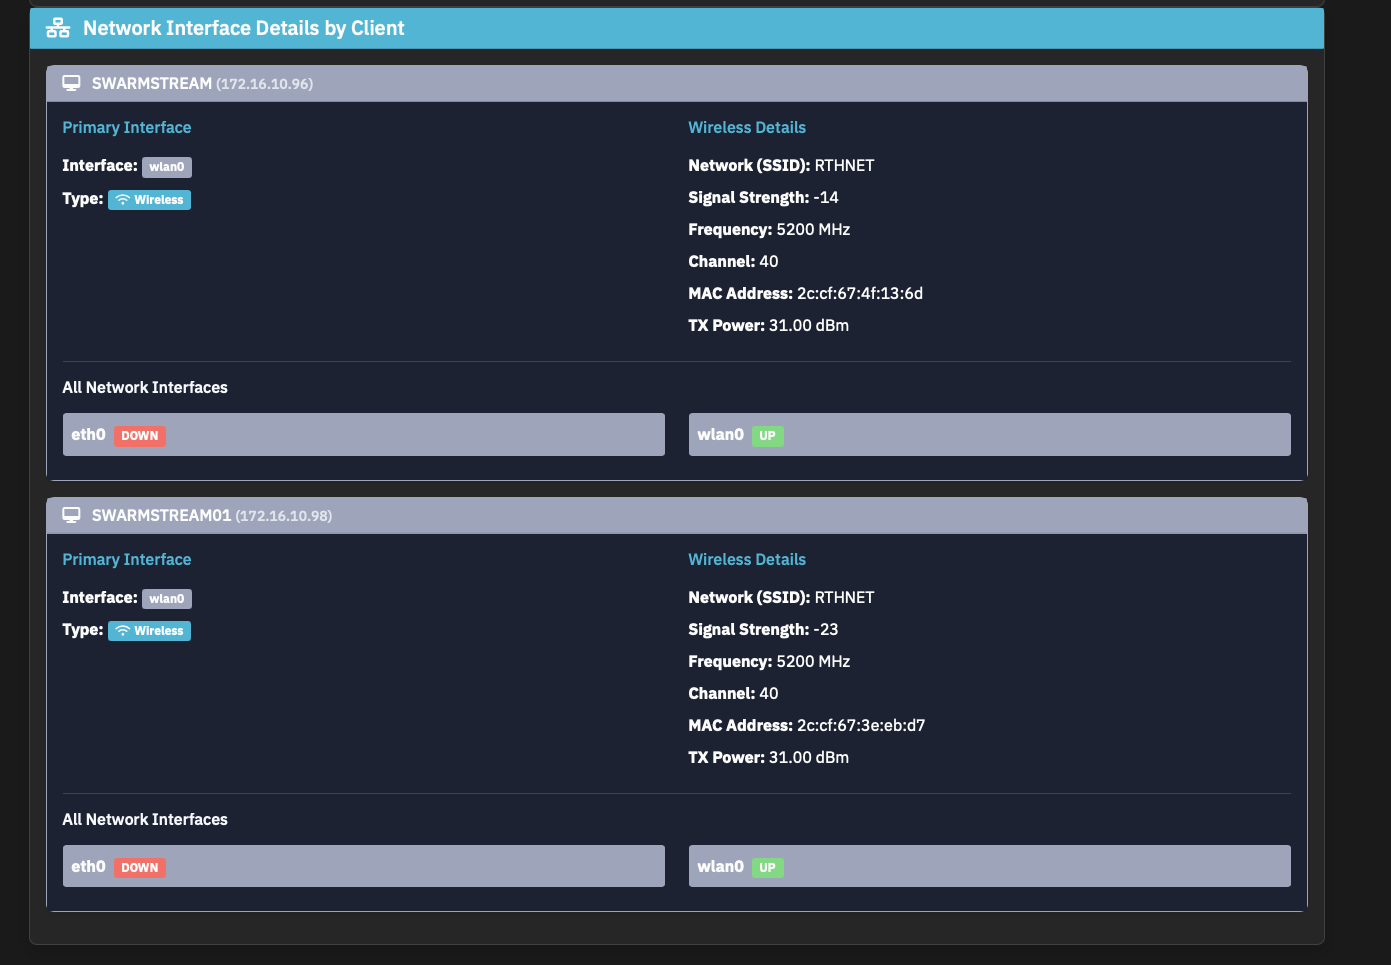 Network Interface Details by Client
SWARMSTREAM (172.16.10.96)
Primary Interface
Interface: wlan0
Type: Wireless
Wireless Details
Network (SSID): RTHNET
Signal Strength: -14
Frequency: 5200 MHz
Channel: 40
MAC Address: 2c:cf:67:4f:13:6d
TX Power: 31.00 dBm
All Network Interfaces
eth0 DOWN
wlan0 UP
SWARMSTREAM01 (172.16.10.98)
Primary Interface
Interface: wlan0
Type: Wireless
Wireless Details
Network (SSID): RTHNET
Signal Strength: -23
Frequency: 5200 MHz
Channel: 40
MAC Address: 2c:cf:67:3e:eb:d7
TX Power: 31.00 dBm
All Network Interfaces
eth0 DOWN
wlan0 UP